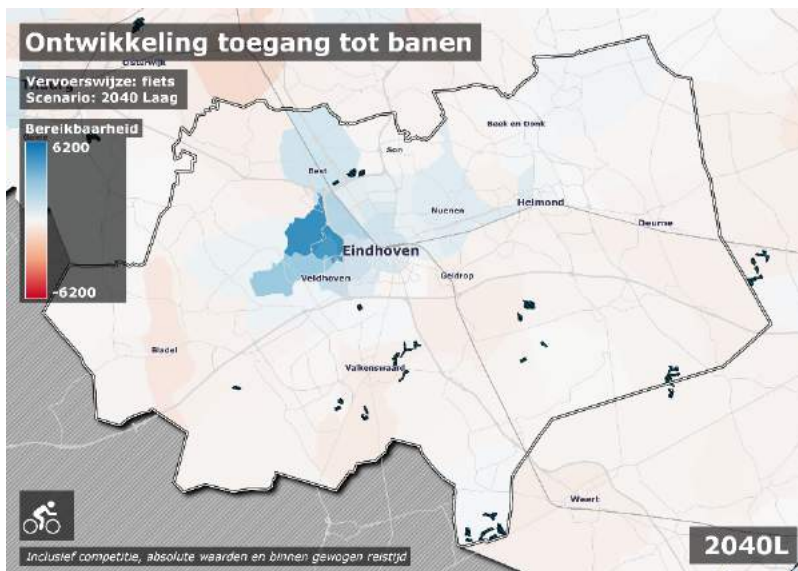 Ontwikkeling toegang tot banen
Oisterwijk
Vervoerswijze: fiets
Scenario: 2040 Laag
Bereikbaarheid
6200
-6200
Beek en Donk
Son
Best
Nuenen
Helmond
Deurne
Eindhoven
Veldhoven
Geldrop
Bladel
Valkenswaard
Weert
2040L
Inclusief competitie, absolute waarden en binnen gewogen reistijd